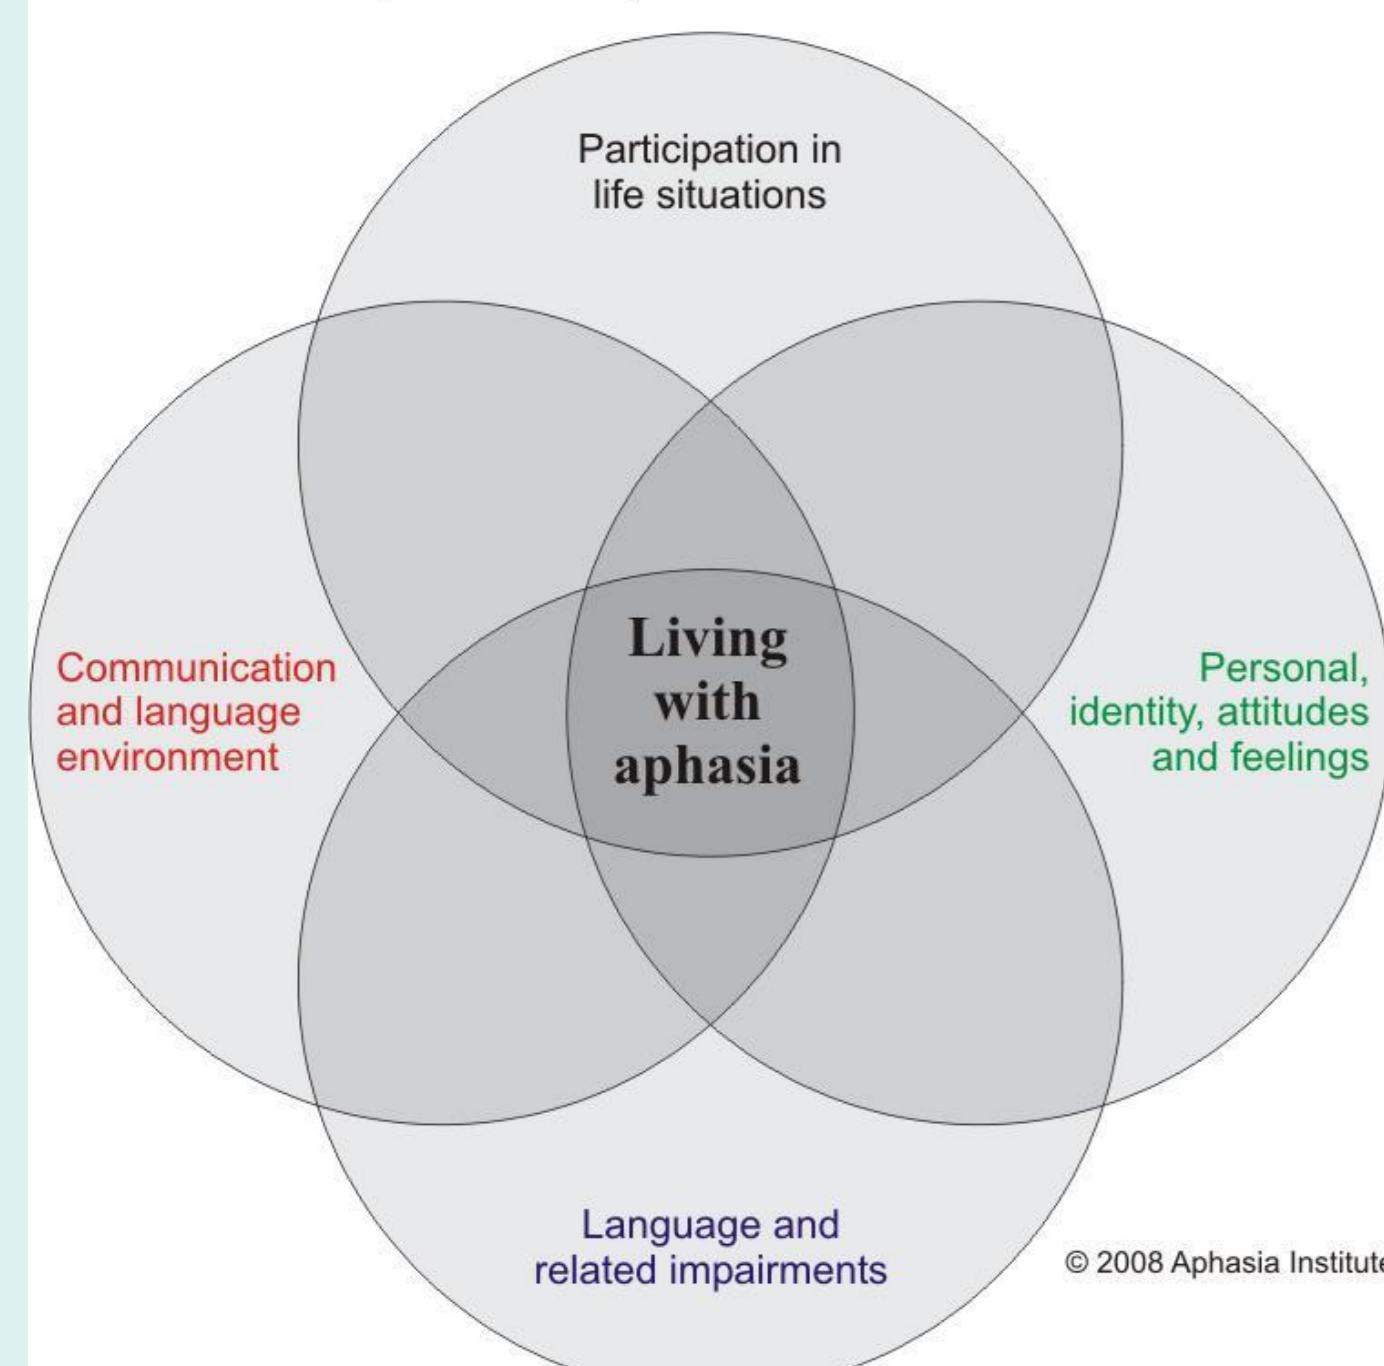 Participation in
life situations
Communication
and language
environment
Living
with
aphasia
Personal,
identity, attitudes
and feelings
Language and
related impairments
© 2008 Aphasia Institute